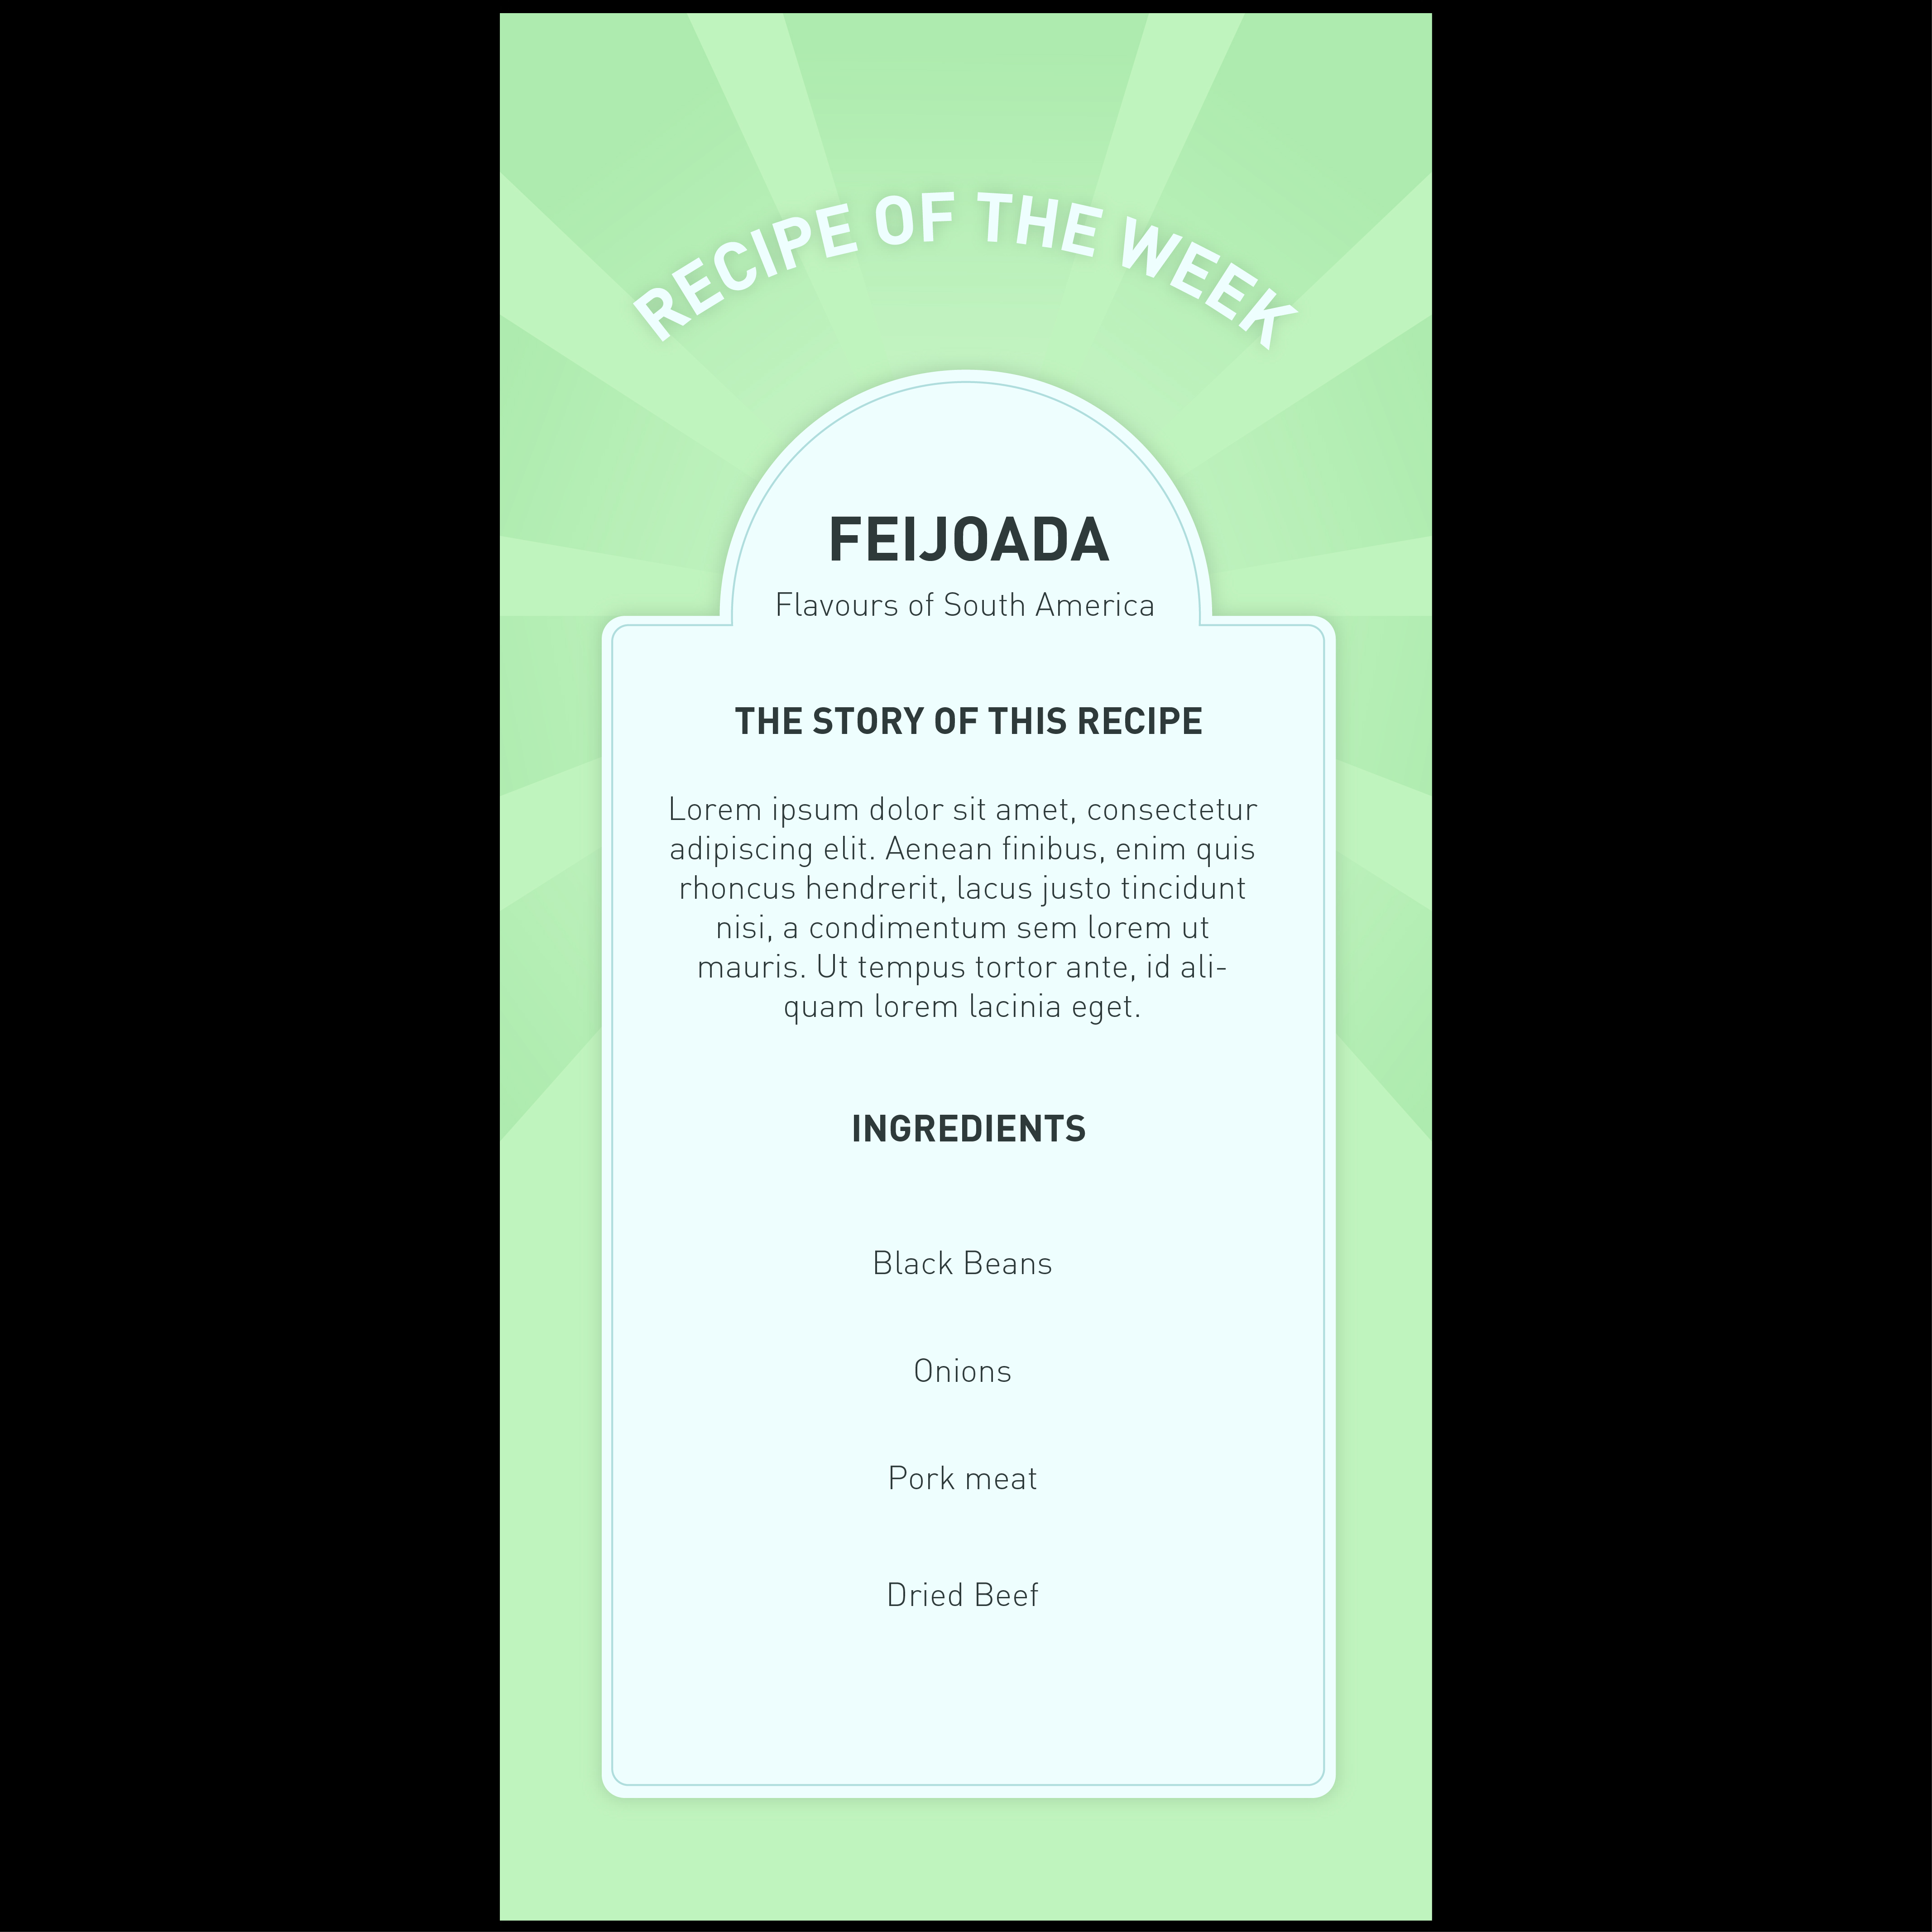 RECIPE OF THE WEEK
FEIJOADA
Flavours of South America
THE STORY OF THIS RECIPE
Lorem ipsum dolor sit amet, consectetur
adipiscing elit. Aenean finibus, enim quis
rhoncus hendrerit, lacus justo tincidunt
nisi, a condimentum sem lorem ut
mauris. Ut tempus tortor ante, id ali-
quam lorem lacinia eget.
INGREDIENTS
Black Beans
Onions
Pork meat
Dried Beef